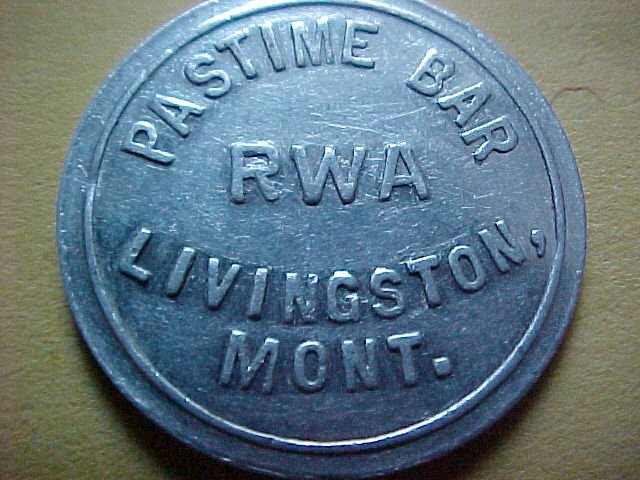 PASTIME BAR
RWA
LIVINGSTON,
MONT.